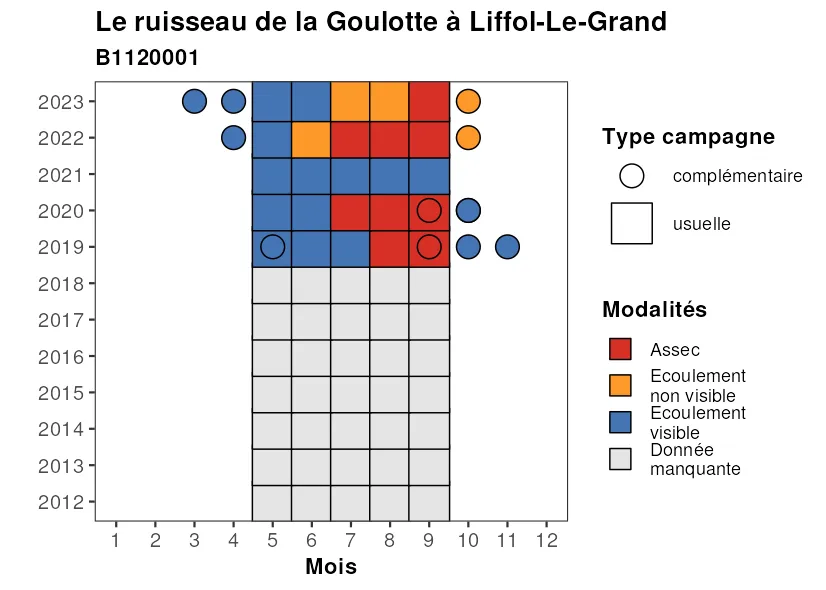 Le ruisseau de la Goulotte à Liffol-Le-Grand
B1120001
2023
2022
2021
2020
2019
2018
2017
2016
2015
2014
2013
2012
1 2 3 4 5 6 7 8 9 10 11 12
Mois
Type campagne
complémentaire
usuelle
Modalités
Assec
Ecoulement
non visible
Ecoulement
visible
Donnée
manquante